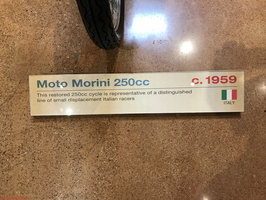 Moto Morini 250cc
c. 1959
This restored 250cc cycle is representative of a distinguished
line of small displacement Italian racers
ITALY